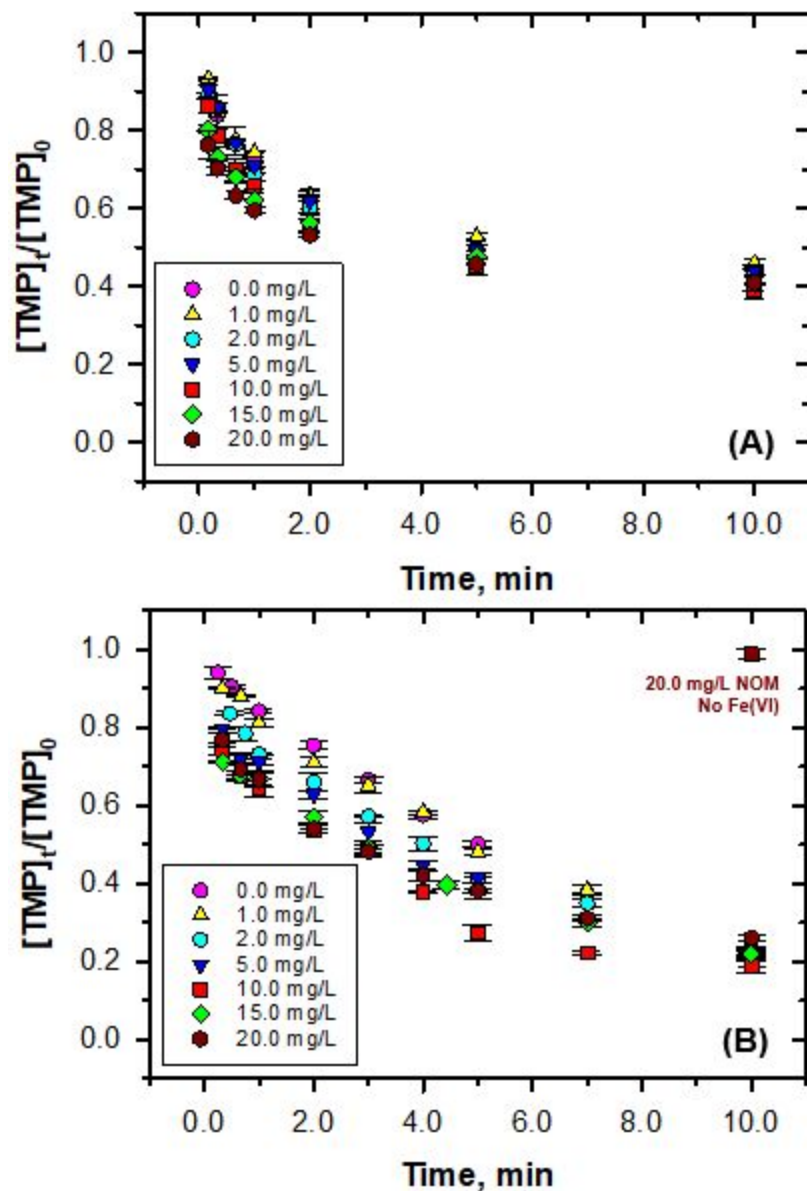 1.0
0.8
0.6
0.4
0.2
0.0
[TMP]t/[TMP]0
0.0 mg/L
1.0 mg/L
2.0 mg/L
5.0 mg/L
10.0 mg/L
15.0 mg/L
20.0 mg/L
(A)
0.0 2.0 4.0 6.0 8.0 10.0
Time, min
1.0
0.8
0.6
0.4
0.2
0.0
[TMP]t/[TMP]0
20.0 mg/L NOM
No Fe(VI)
0.0 mg/L
1.0 mg/L
2.0 mg/L
5.0 mg/L
10.0 mg/L
15.0 mg/L
20.0 mg/L
(B)
0.0 2.0 4.0 6.0 8.0 10.0
Time, min